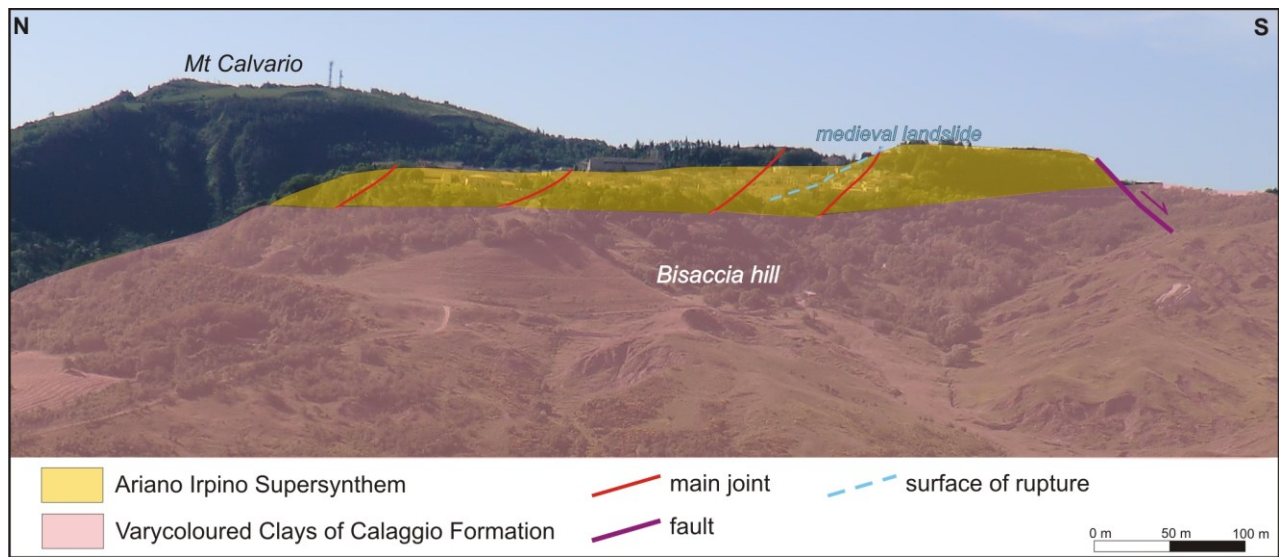 N
S
Mt Calvario
medieval landslide
Bisaccia hill
Ariano Irpino Supersynthem
main joint
surface of rupture
Varycoloured Clays of Calaggio Formation
fault
0 m 50 m 100 m